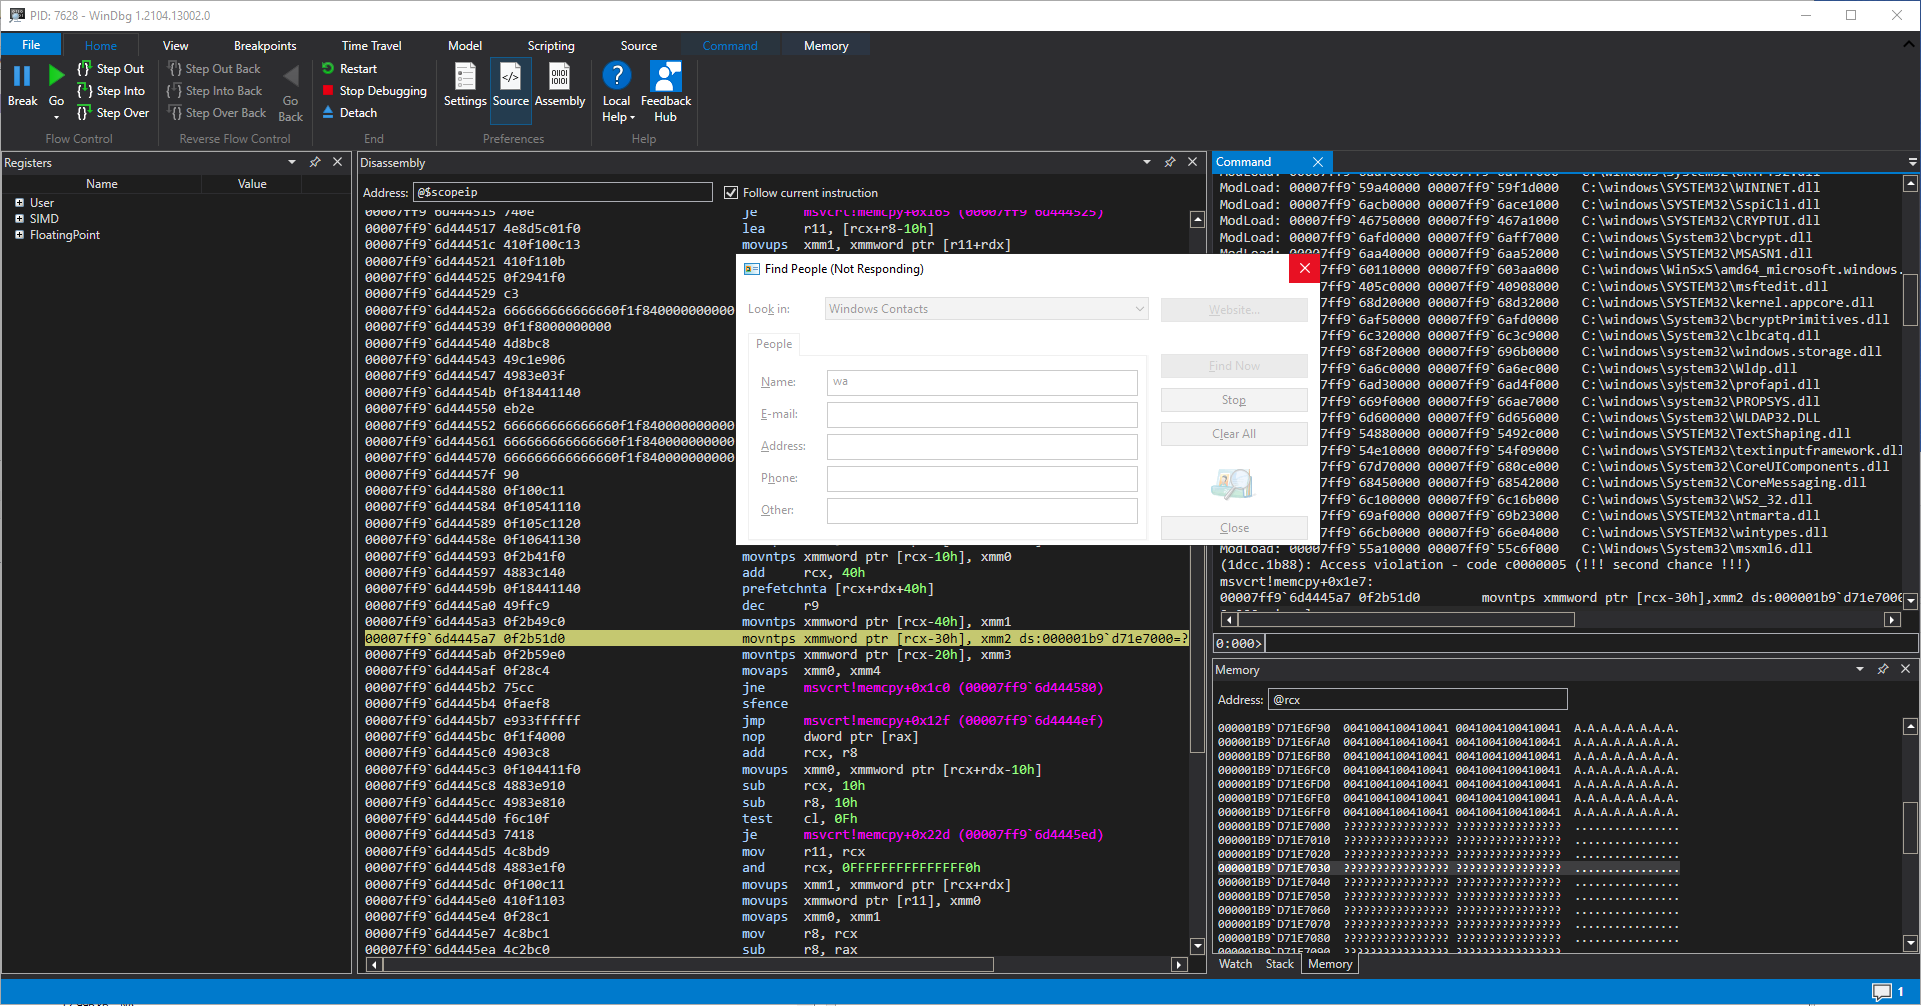 PID: 7628 - WinDbg 1.2104.13002.0
File Home View Breakpoints Time Travel Model Scripting Source Command Memory
Break
Go
Step Out
Step Into
Step Over
Flow Control
Step Out Back
Step Into Back
Step Over Back
Go Back
Reverse Flow Control
Restart
Stop Debugging
Detach
End
Settings
Source
Assembly
Preferences
Local Help
Feedback Hub
Help
Registers
Name Value
User
SIMD
FloatingPoint
Disassembly
Address: @$scopeip Follow current instruction
00007ff9`6d444515 740e je msvcrt!memcpy+0x165 (00007ff9`6d444525)
00007ff9`6d444517 4e8d5c01f0 lea r11, [rcx+r8-10h]
00007ff9`6d44451c 410f100c13 movups xmm1, xmmword ptr [r11+rdx]
00007ff9`6d444521 410f110b
00007ff9`6d444525 0f2941f0
00007ff9`6d444529 c3
00007ff9`6d44452a 6666666666666660f1f840000000000
00007ff9`6d444539 0f1f8000000000
00007ff9`6d444540 4d8bc8
00007ff9`6d444543 49c1e906
00007ff9`6d444547 4983e03f
00007ff9`6d44454b 0f18441140
00007ff9`6d444550 eb2e
00007ff9`6d444552 6666666666666660f1f840000000000
00007ff9`6d444561 6666666666666660f1f840000000000
00007ff9`6d444570 6666666666666660f1f840000000000
00007ff9`6d44457f 90
00007ff9`6d444580 0f100c11
00007ff9`6d444584 0f10541110
00007ff9`6d444589 0f105c1120
00007ff9`6d44458e 0f10641130
00007ff9`6d444593 0f2b41f0 movntps xmmword ptr [rcx-10h], xmm0
00007ff9`6d444597 4883c140 add rcx, 40h
00007ff9`6d44459b 0f18441140 prefetchnta [rcx+rdx+40h]
00007ff9`6d4445a0 49ffc9 dec r9
00007ff9`6d4445a3 0f2b49c0 movntps xmmword ptr [rcx-40h], xmm1
00007ff9`6d4445a7 0f2b51d0 movntps xmmword ptr [rcx-30h], xmm2 ds:000001b9`d71e7000=?
00007ff9`6d4445ab 0f2b59e0 movntps xmmword ptr [rcx-20h], xmm3
00007ff9`6d4445af 0f28c4 movaps xmm0, xmm4
00007ff9`6d4445b2 75cc jne msvcrt!memcpy+0x1c0 (00007ff9`6d444580)
00007ff9`6d4445b4 0faef8 sfence
00007ff9`6d4445b7 e933ffffff jmp msvcrt!memcpy+0x12f (00007ff9`6d4444ef)
00007ff9`6d4445bc 0f1f4000 nop dword ptr [rax]
00007ff9`6d4445c0 4903c8 add rcx, r8
00007ff9`6d4445c3 0f104411f0 movups xmm0, xmmword ptr [rcx+rdx-10h]
00007ff9`6d4445c8 4883e910 sub rcx, 10h
00007ff9`6d4445cc 4983e810 sub r8, 10h
00007ff9`6d4445d0 f6c10f test cl, 0Fh
00007ff9`6d4445d3 7418 je msvcrt!memcpy+0x22d (00007ff9`6d4445ed)
00007ff9`6d4445d5 4c8bd9 mov r11, rcx
00007ff9`6d4445d8 4883e1f0 and rcx, 0FFFFFFFFFFFFFFF0h
00007ff9`6d4445dc 0f100c11 movups xmm1, xmmword ptr [rcx+rdx]
00007ff9`6d4445e0 410f1103 movups xmmword ptr [r11], xmm0
00007ff9`6d4445e4 0f28c1 movaps xmm0, xmm1
00007ff9`6d4445e7 4c8bc1 mov r8, rcx
00007ff9`6d4445ea 4c2bc0 sub r8, rax
Find People (Not Responding)
Look in: Windows Contacts
Website...
People
Name: wa
E-mail:
Address:
Phone:
Other:
Find Now
Stop
Clear All
Close
Command
ModLoad: 00007ff9`59a40000 00007ff9`59f1d000 C:\windows\SYSTEM32\WININET.dll
ModLoad: 00007ff9`6acb0000 00007ff9`6ace1000 C:\windows\SYSTEM32\SspiCli.dll
ModLoad: 00007ff9`46750000 00007ff9`467a1000 C:\windows\SYSTEM32\CRYPTUI.dll
ModLoad: 00007ff9`6afd0000 00007ff9`6aff7000 C:\windows\System32\bcrypt.dll
7ff9`6aa40000 00007ff9`6aa52000 C:\windows\SYSTEM32\MSASN1.dll
7ff9`60110000 00007ff9`603aa000 C:\windows\WinSxS\amd64_microsoft.windows.
7ff9`405c0000 00007ff9`40908000 C:\windows\SYSTEM32\msftedit.dll
7ff9`68d20000 00007ff9`68d32000 C:\windows\SYSTEM32\kernel.appcore.dll
7ff9`6af50000 00007ff9`6afd0000 C:\windows\System32\bcryptPrimitives.dll
7ff9`6c320000 00007ff9`6c3c9000 C:\windows\System32\clbcatq.dll
7ff9`68f20000 00007ff9`696b0000 C:\windows\system32\windows.storage.dll
7ff9`6a6c0000 00007ff9`6a6ec000 C:\windows\system32\Wldp.dll
7ff9`6ad30000 00007ff9`6ad4f000 C:\windows\system32\profapi.dll
7ff9`669f0000 00007ff9`66ae7000 C:\windows\system32\PROPSYS.dll
7ff9`6d600000 00007ff9`6d656000 C:\windows\SYSTEM32\WLDAP32.DLL
7ff9`54880000 00007ff9`5492c000 C:\windows\SYSTEM32\TextShaping.dll
7ff9`54e10000 00007ff9`54f09000 C:\windows\SYSTEM32\textinputframework.dll
7ff9`67d70000 00007ff9`680ce000 C:\windows\System32\CoreUIComponents.dll
7ff9`68450000 00007ff9`68542000 C:\windows\System32\CoreMessaging.dll
7ff9`6c100000 00007ff9`6c16b000 C:\windows\System32\WS2_32.dll
7ff9`69af0000 00007ff9`69b23000 C:\windows\SYSTEM32\ntmarta.dll
7ff9`66cb0000 00007ff9`66e04000 C:\windows\SYSTEM32\wintypes.dll
ModLoad: 00007ff9`55a10000 00007ff9`55c6f000 C:\windows\System32\msxml6.dll
(1dcc.1b88): Access violation - code c0000005 (!!! second chance !!!)
msvcrt!memcpy+0x1e7:
00007ff9`6d4445a7 0f2b51d0 movntps xmmword ptr [rcx-30h],xmm2 ds:000001b9`d71e7000
0:000>
Memory
Address: @rcx
000001B9`D71E6F90 0041004100410041 0041004100410041 A.A.A.A.A.A.A.A.
000001B9`D71E6FA0 0041004100410041 0041004100410041 A.A.A.A.A.A.A.A.
000001B9`D71E6FB0 0041004100410041 0041004100410041 A.A.A.A.A.A.A.A.
000001B9`D71E6FC0 0041004100410041 0041004100410041 A.A.A.A.A.A.A.A.
000001B9`D71E6FD0 0041004100410041 0041004100410041 A.A.A.A.A.A.A.A.
000001B9`D71E6FE0 0041004100410041 0041004100410041 A.A.A.A.A.A.A.A.
000001B9`D71E6FF0 0041004100410041 0041004100410041 A.A.A.A.A.A.A.A.
000001B9`D71E7000 ???????????????? ???????????????? ................
000001B9`D71E7010 ???????????????? ???????????????? ................
000001B9`D71E7020 ???????????????? ???????????????? ................
000001B9`D71E7030 ???????????????? ???????????????? ................
000001B9`D71E7040 ???????????????? ???????????????? ................
000001B9`D71E7050 ???????????????? ???????????????? ................
000001B9`D71E7060 ???????????????? ???????????????? ................
000001B9`D71E7070 ???????????????? ???????????????? ................
000001B9`D71E7080 ???????????????? ???????????????? ................
Watch Stack Memory
1